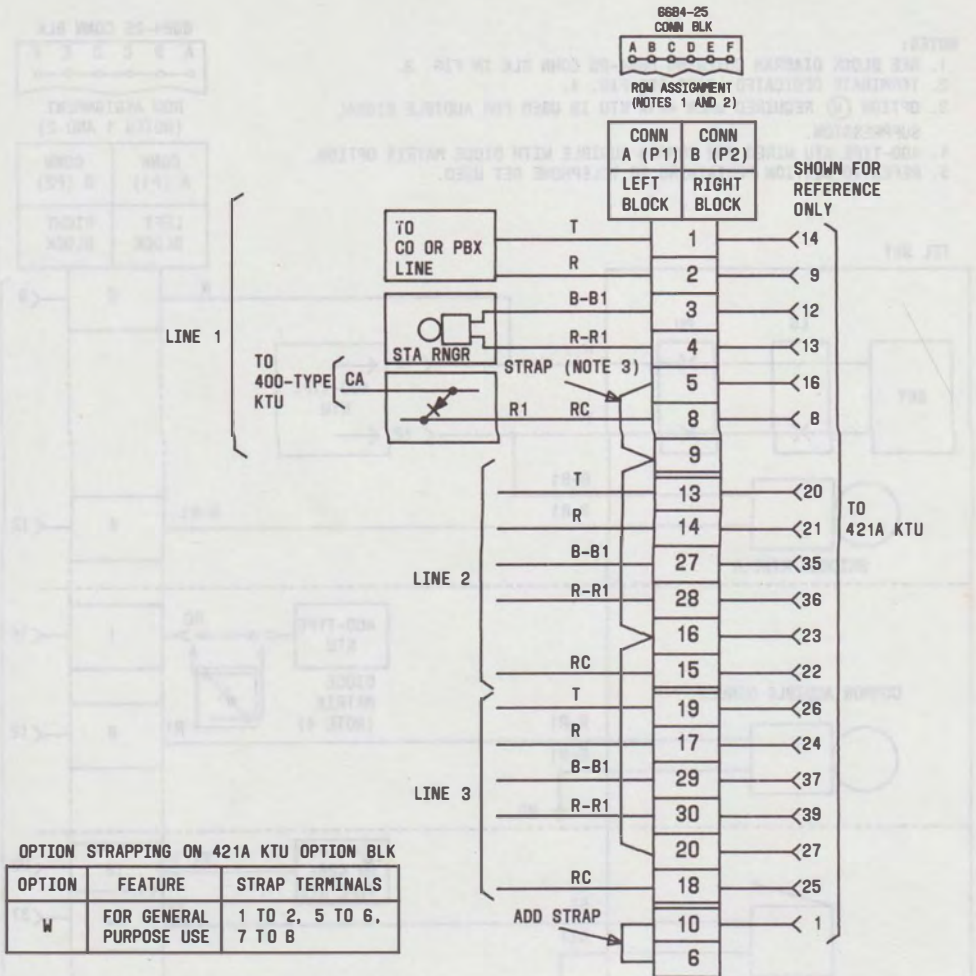 6684-25
CONN BLK
A B C D E F
ROW ASSIGNMENT
(NOTES 1 AND 2)
CONN A (P1)
CONN B (P2)
LEFT BLOCK
RIGHT BLOCK
SHOWN FOR
REFERENCE
ONLY
LINE 1
TO
CO OR PBX
LINE
T 1 14
R 2 9
B-B1 3 12
STA RNGR
R-R1 4 13
STRAP (NOTE 3)
5 16
TO
400-TYPE
KTU
CA
R1 RC 8 8
9
LINE 2
T 13 20
R 14 21
TO
421A KTU
B-B1 27 35
R-R1 28 36
16 23
RC 15 22
LINE 3
T 19 26
R 17 24
B-B1 29 37
R-R1 30 39
20 27
RC 18 25
ADD STRAP
10 1
6
OPTION STRAPPING ON 421A KTU OPTION BLK
OPTION FEATURE STRAP TERMINALS
W FOR GENERAL PURPOSE USE 1 TO 2, 5 TO 6,
7 TO 8